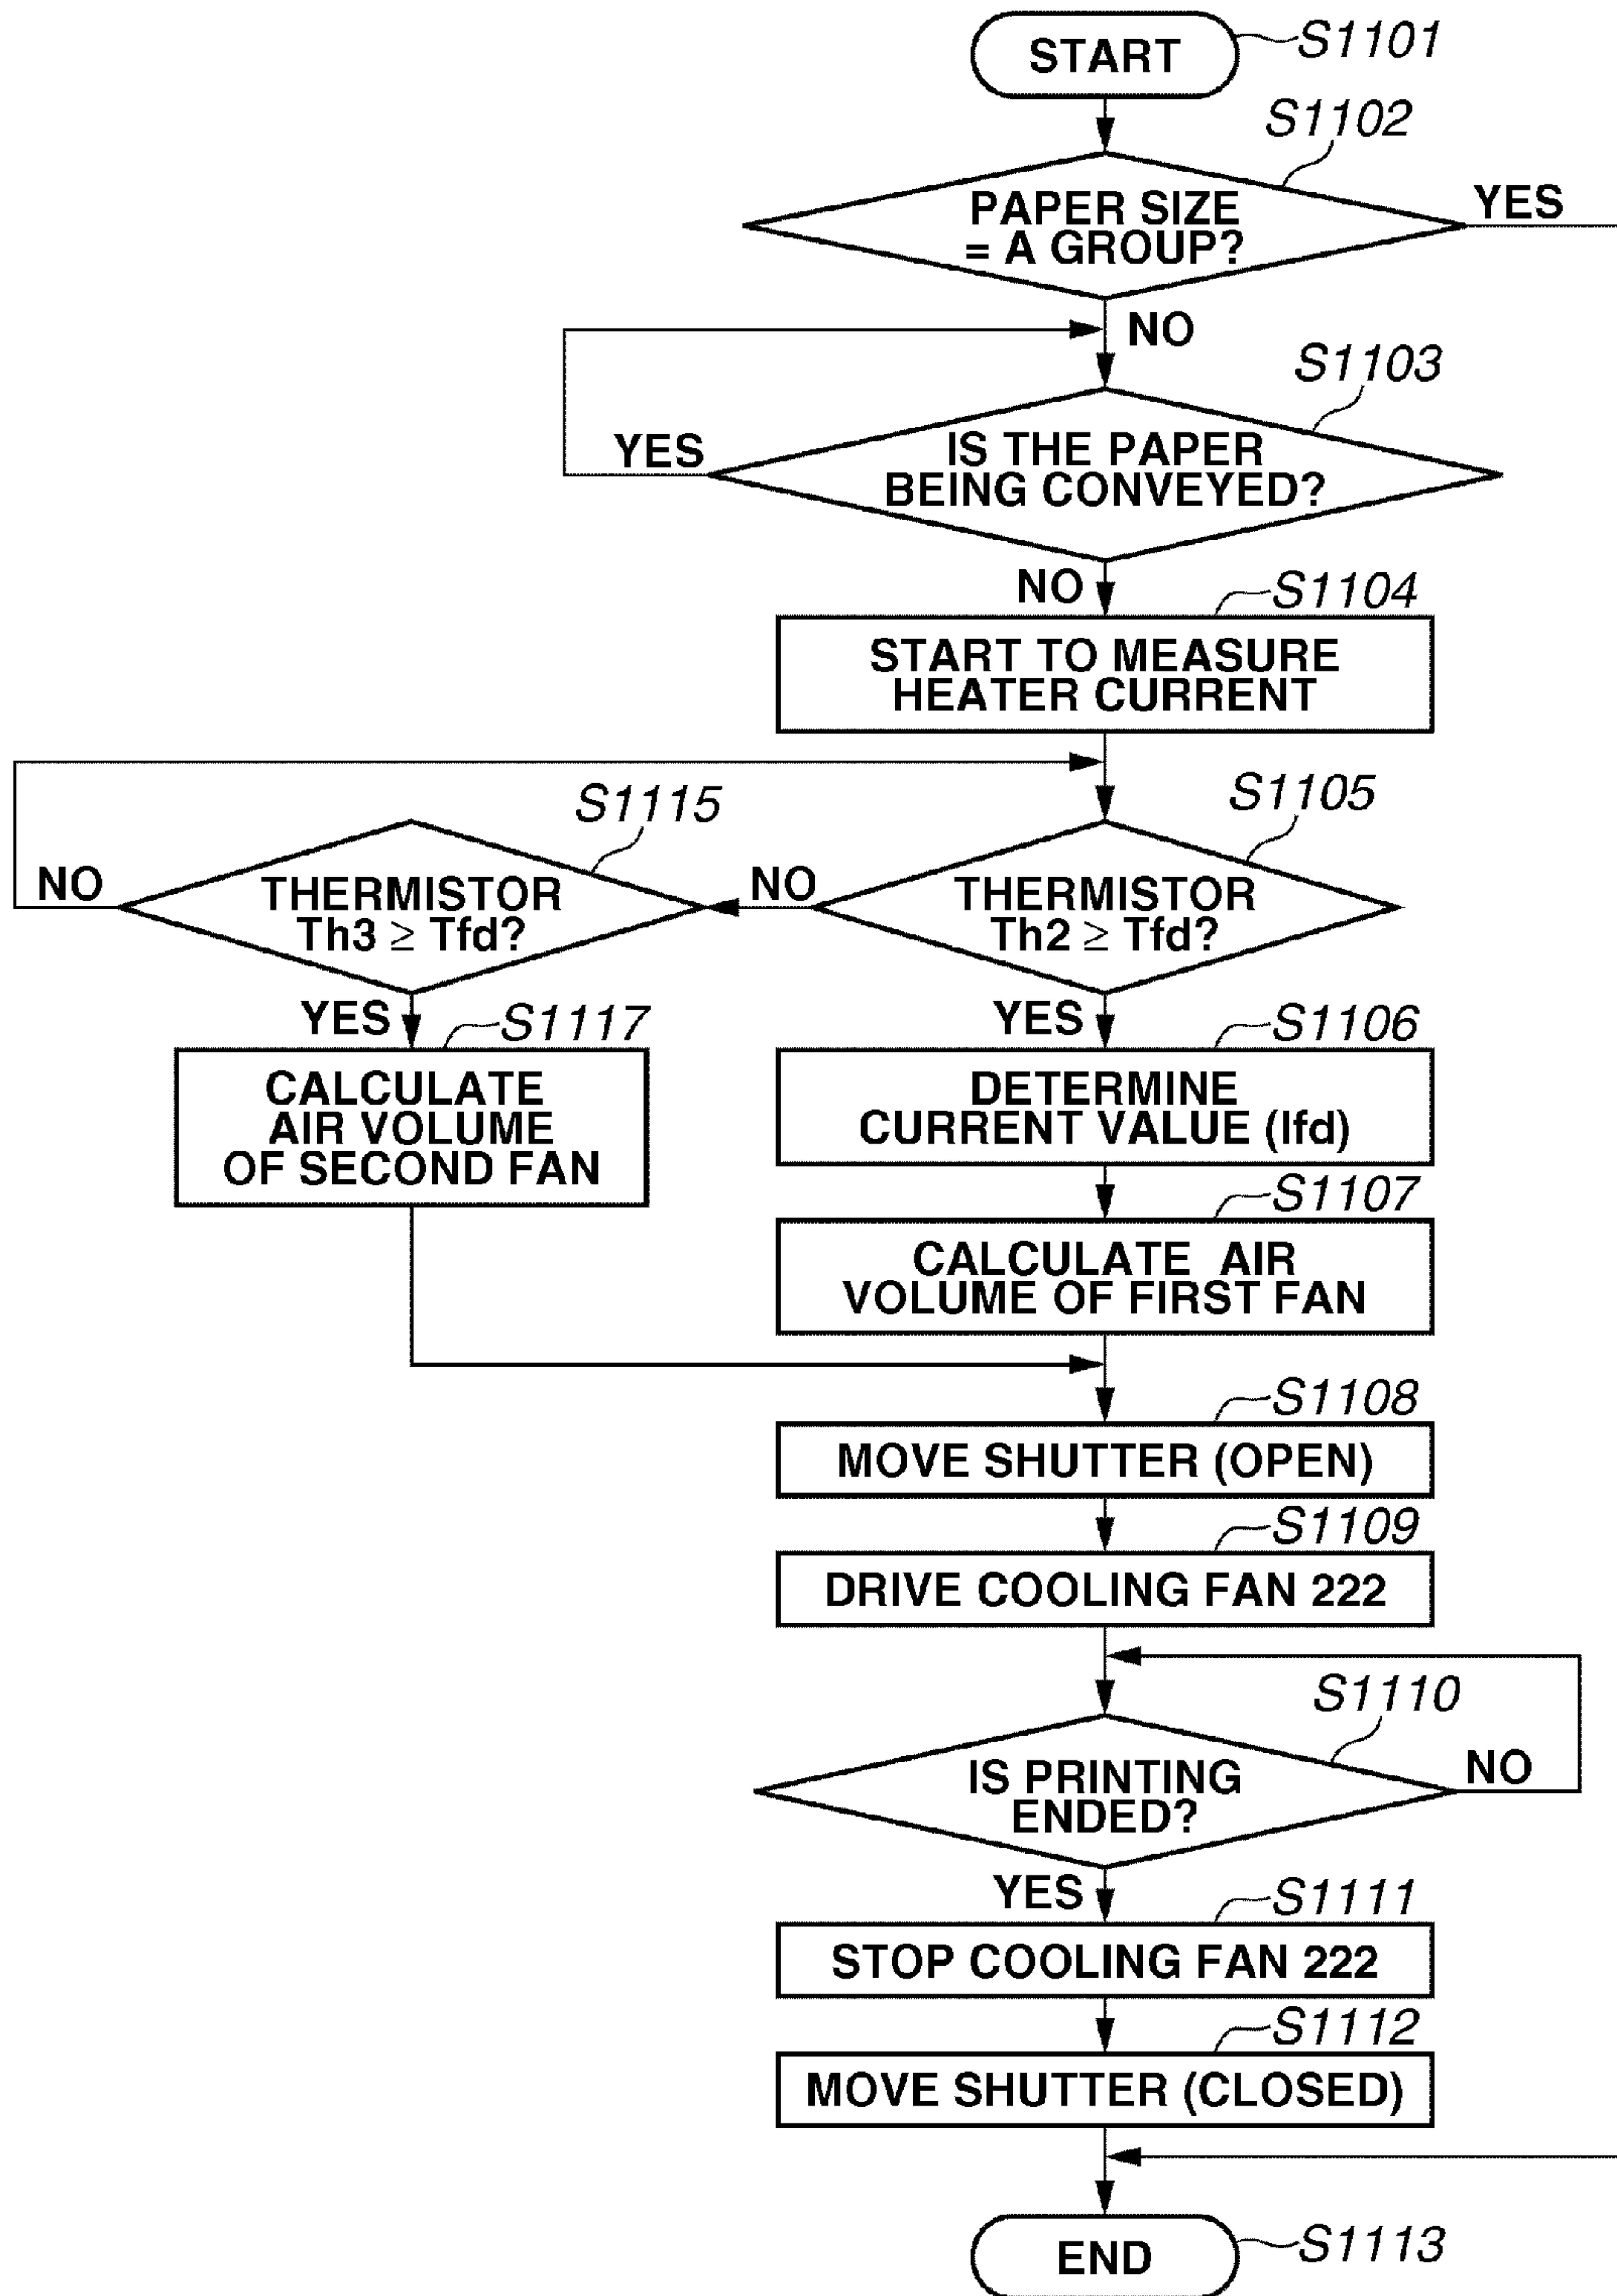 START
S1101
S1102
PAPER SIZE
= A GROUP?
YES
NO
S1103
IS THE PAPER
BEING CONVEYED?
YES
NO
S1104
START TO MEASURE
HEATER CURRENT
S1105
THERMISTOR
Th2 ≥ Tfd?
NO
S1115
THERMISTOR
Th3 ≥ Tfd?
NO
YES
S1117
CALCULATE
AIR VOLUME
OF SECOND FAN
YES
S1106
DETERMINE
CURRENT VALUE (Ifd)
S1107
CALCULATE AIR
VOLUME OF FIRST FAN
S1108
MOVE SHUTTER (OPEN)
S1109
DRIVE COOLING FAN 222
S1110
IS PRINTING
ENDED?
NO
YES
S1111
STOP COOLING FAN 222
S1112
MOVE SHUTTER (CLOSED)
END
S1113